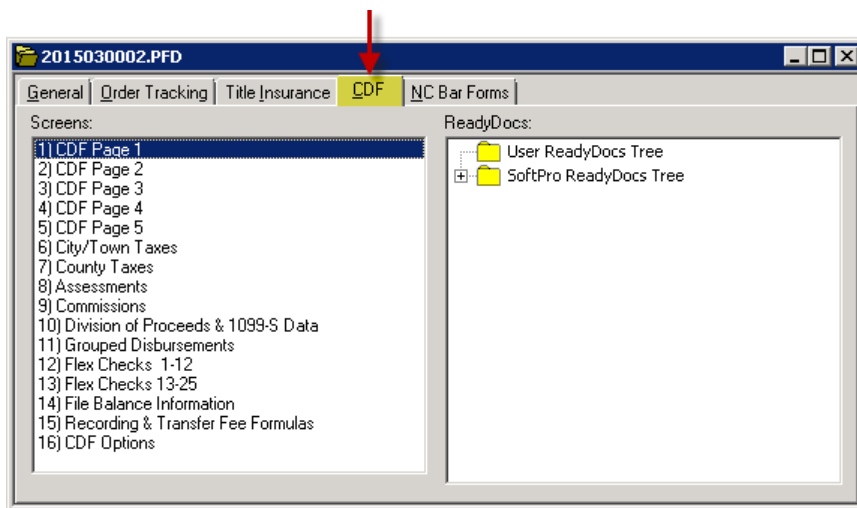 2015030002.PFD
General Order Tracking Title Insurance CDF NC Bar Forms
Screens:
1) CDF Page 1
2) CDF Page 2
3) CDF Page 3
4) CDF Page 4
5) CDF Page 5
6) City/Town Taxes
7) County Taxes
8) Assessments
9) Commissions
10) Division of Proceeds & 1099-S Data
11) Grouped Disbursements
12) Flex Checks 1-12
13) Flex Checks 13-25
14) File Balance Information
15) Recording & Transfer Fee Formulas
16) CDF Options
ReadyDocs:
User ReadyDocs Tree
SoftPro ReadyDocs Tree